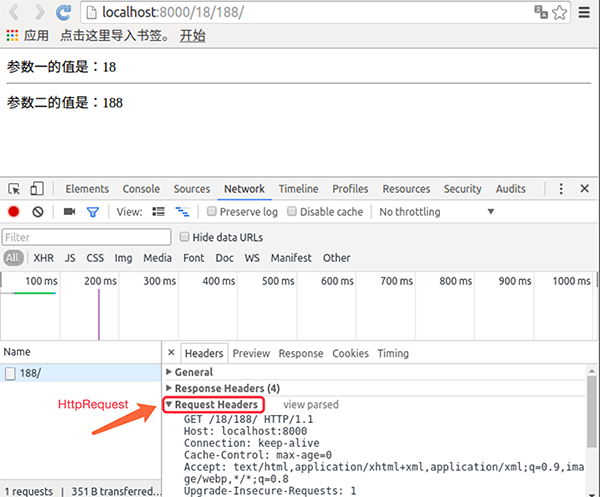 localhost:8000/18/188/
应用 点击这里导入书签。 开始
参数一的值是：18
参数二的值是：188
Elements Console Sources Network Timeline Profiles Resources Security Audits
View: Preserve log Disable cache No throttling
Filter Hide data URLs
All XHR JS CSS Img Media Font Doc WS Manifest Other
100 ms 200 ms 300 ms 400 ms 500 ms 600 ms 700 ms 800 ms 900 ms 1000 ms
Name × Headers Preview Response Cookies Timing
188/
General
Response Headers (4)
HttpRequest
Request Headers view parsed
GET /18/188/ HTTP/1.1
Host: localhost:8000
Connection: keep-alive
Cache-Control: max-age=0
Accept: text/html,application/xhtml+xml,application/xml;q=0.9,ima
ge/webp,*/*;q=0.8
Upgrade-Insecure-Requests: 1
1 requests | 351 B transferred...